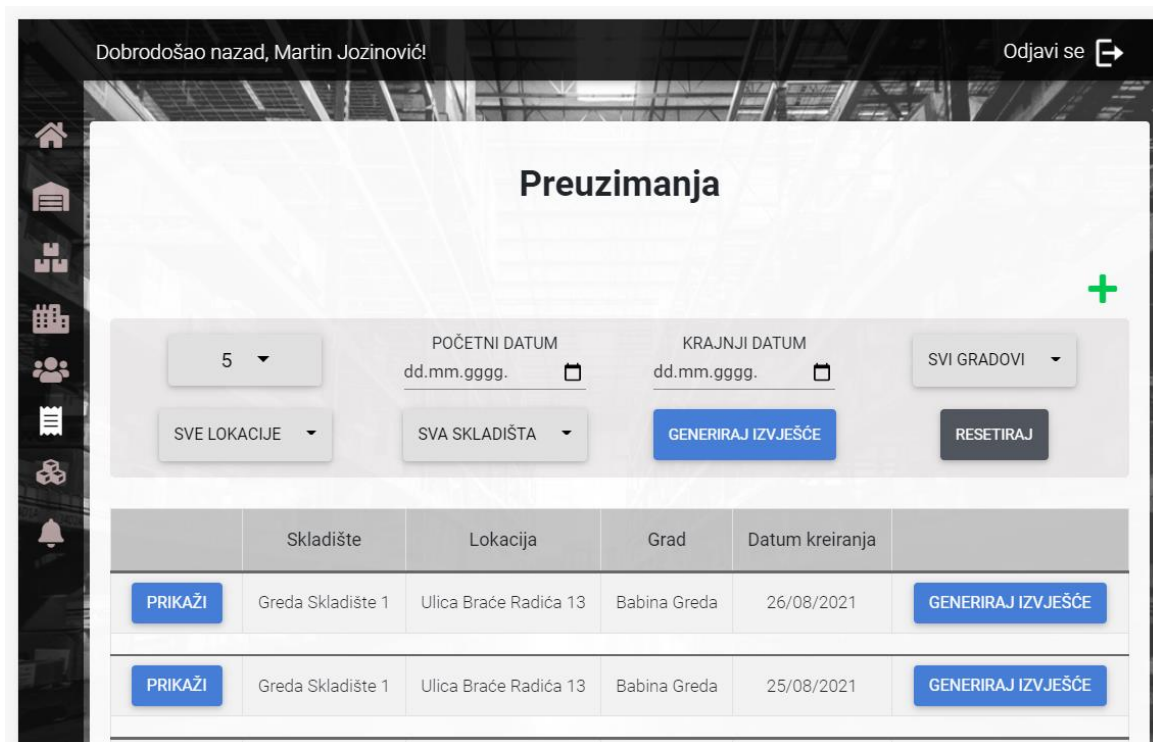 Dobrodošao nazad, Martin Jozinović!
Odjavi se
Preuzimanja
5
POČETNI DATUM
dd.mm.gggg.
KRAJNJI DATUM
dd.mm.gggg.
SVI GRADOVI
SVE LOKACIJE
SVA SKLADIŠTA
GENERIRAJ IZVJEŠĆE
RESETIRAJ
Skladište Lokacija Grad Datum kreiranja
PRIKAŽI Greda Skladište 1 Ulica Braće Radića 13 Babina Greda 26/08/2021 GENERIRAJ IZVJEŠĆE
PRIKAŽI Greda Skladište 1 Ulica Braće Radića 13 Babina Greda 25/08/2021 GENERIRAJ IZVJEŠĆE